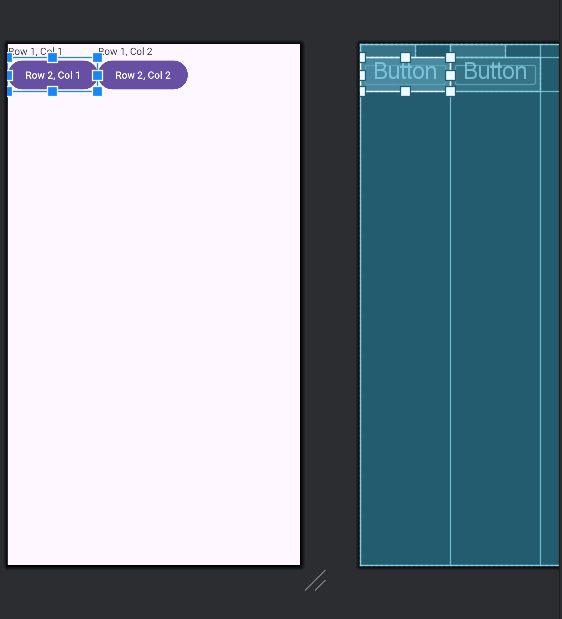 Row 1, Col 1 Row 1, Col 2
Row 2, Col 1 Row 2, Col 2
Button Button